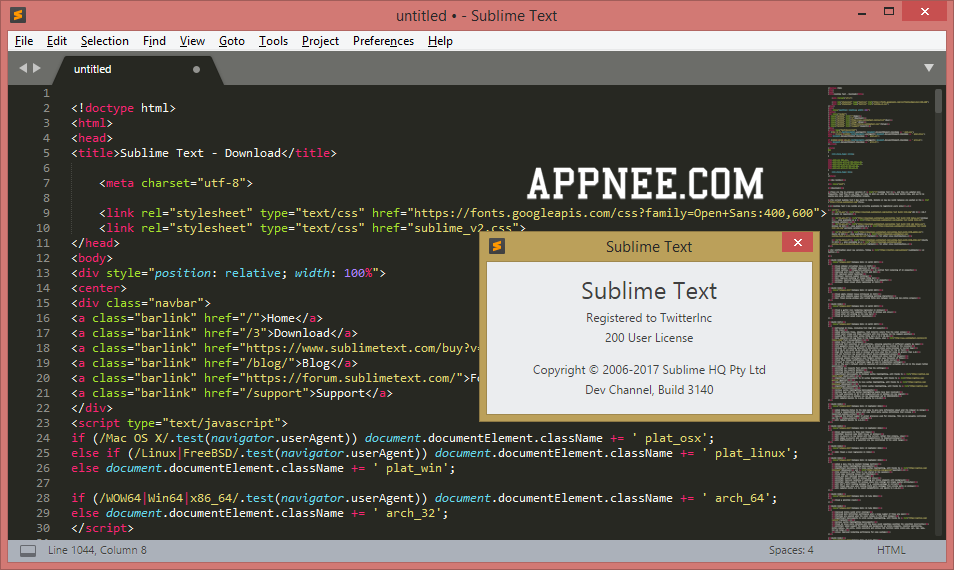 untitled • - Sublime Text
File Edit Selection Find View Goto Tools Project Preferences Help
untitled
1
2 <!doctype html>
3 <html>
4 <head>
5 <title>Sublime Text - Download</title>
6
7 <meta charset="utf-8">
8
9 <link rel="stylesheet" type="text/css" href="https://fonts.googleapis.com/css?family=Open+Sans:400,600">
10 <link rel="stylesheet" type="text/css" href="sublime_v2.css">
11 </head>
12 <body>
13 <div style="position: relative; width: 100%">
14 <center>
15 <div class="navbar">
16 <a class="barlink" href="/">Home</a>
17 <a class="barlink" href="/3">Download</a>
18 <a class="barlink" href="https://www.sublimetext.com/buy?v=
19 <a class="barlink" href="/blog/">Blog</a>
20 <a class="barlink" href="https://forum.sublimetext.com/">Fo
21 <a class="barlink" href="/support">Support</a>
22 </div>
23 <script type="text/javascript">
24 if (/Mac OS X/.test(navigator.userAgent)) document.documentElement.className += ' plat_osx';
25 else if (/Linux|FreeBSD/.test(navigator.userAgent)) document.documentElement.className += ' plat_linux';
26 else document.documentElement.className += ' plat_win';
27
28 if (/WOW64|Win64|x86_64/.test(navigator.userAgent)) document.documentElement.className += ' arch_64';
29 else document.documentElement.className += ' arch_32';
30 </script>
APPNEE.COM
Sublime Text
Sublime Text
Registered to TwitterInc
200 User License
Copyright © 2006-2017 Sublime HQ Pty Ltd
Dev Channel, Build 3140
Line 1044, Column 8
Spaces: 4
HTML